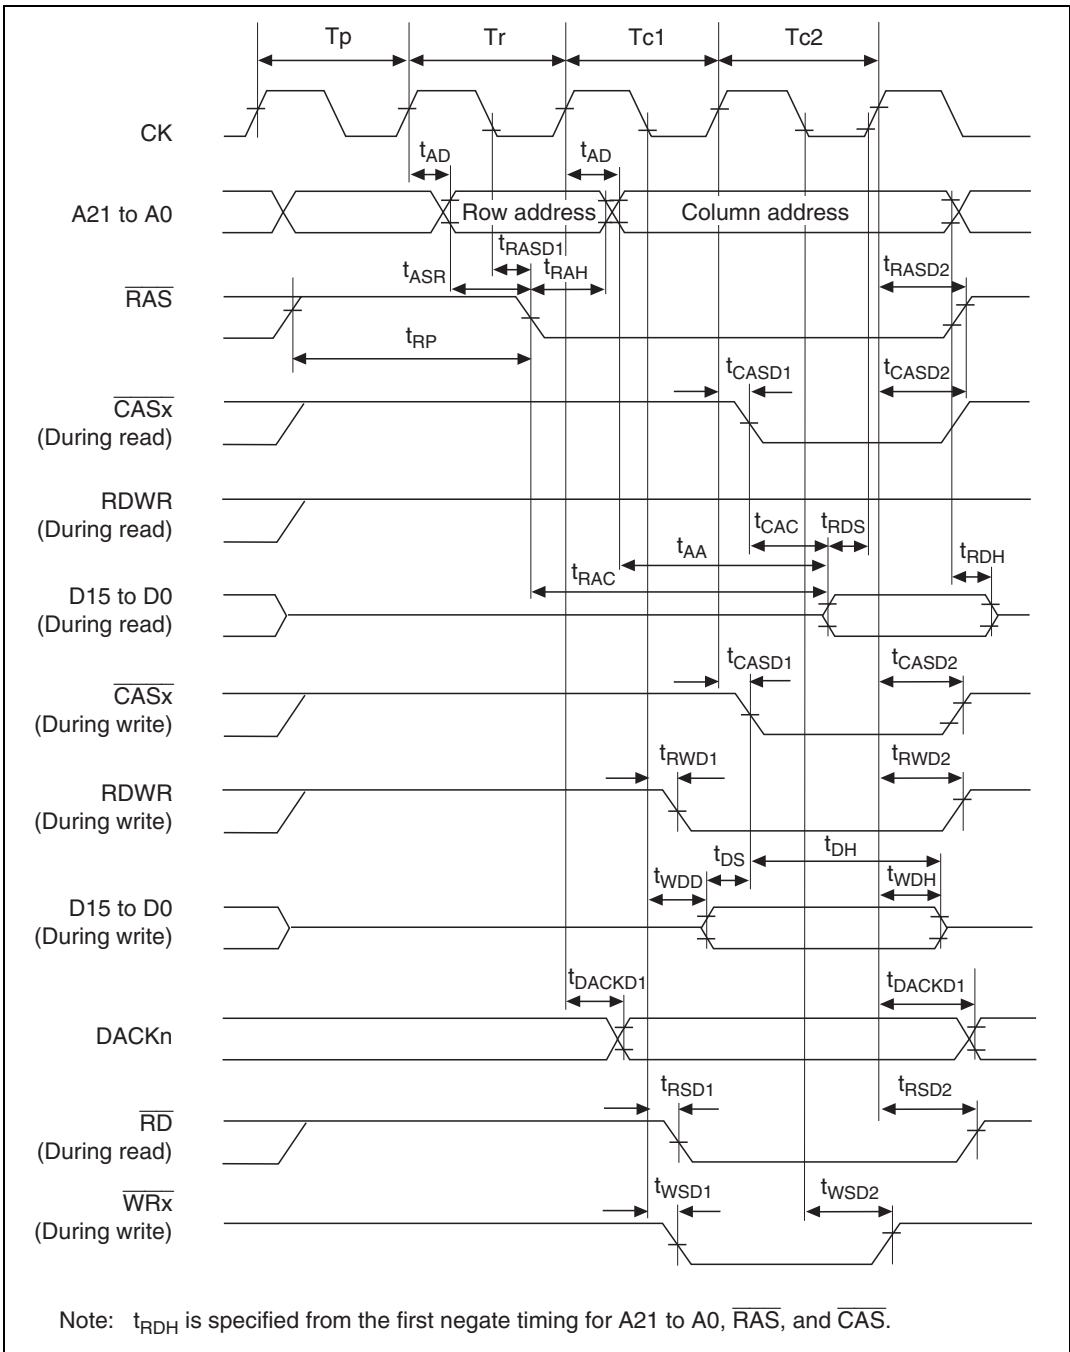 Tp Tr Tc1 Tc2
CK
tAD tAD
A21 to A0 Row address Column address
tRASD1
tASR tRAH tRASD2
RAS
tRP
tCASD1 tCASD2
CASx
(During read)
RDWR
(During read)
tCAC tRDS
tAA tRDH
tRAC
D15 to D0
(During read)
tCASD1 tCASD2
CASx
(During write)
tRWD1 tRWD2
RDWR
(During write)
tDS tDH
tWDD tWDH
D15 to D0
(During write)
tDACKD1 tDACKD1
DACKn
tRSD1 tRSD2
RD
(During read)
tWSD1 tWSD2
WRx
(During write)
Note: tRDH is specified from the first negate timing for A21 to A0, RAS, and CAS.